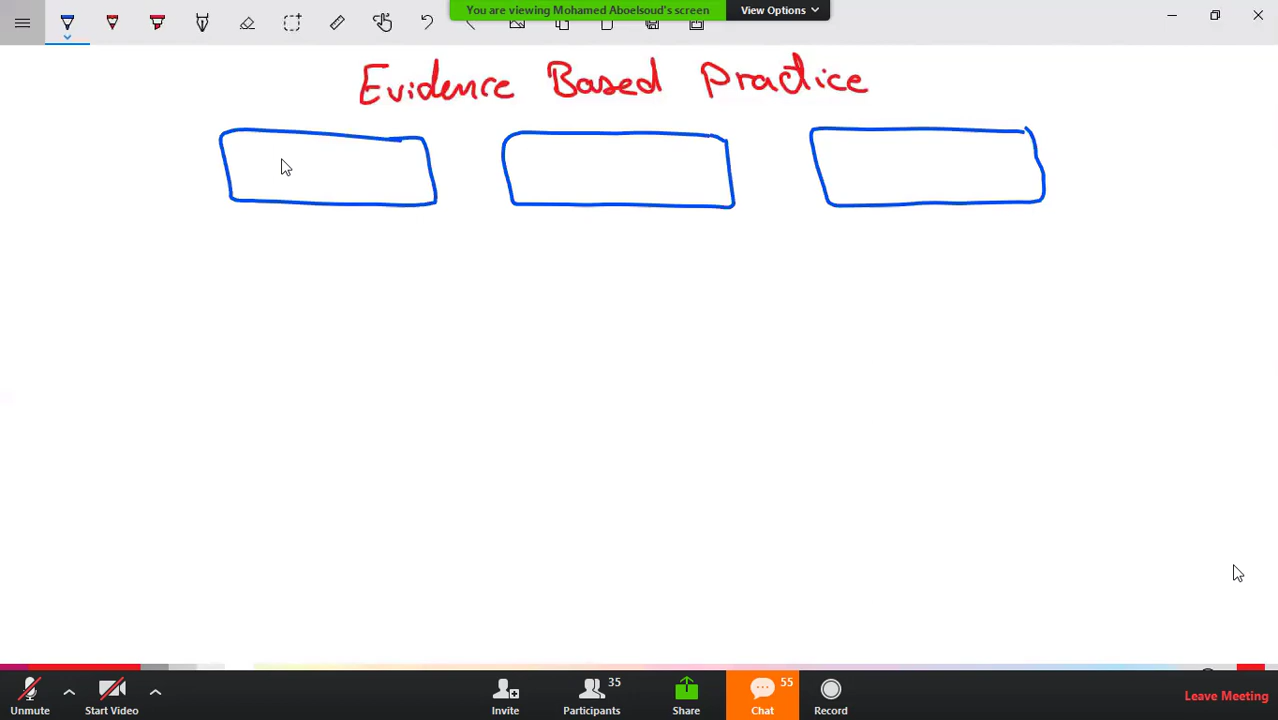 You are viewing Mohamed Aboelsoud's screen View Options
Evidence Based Practice
35
55
Unmute Start Video Invite Participants Share Chat Record Leave Meeting